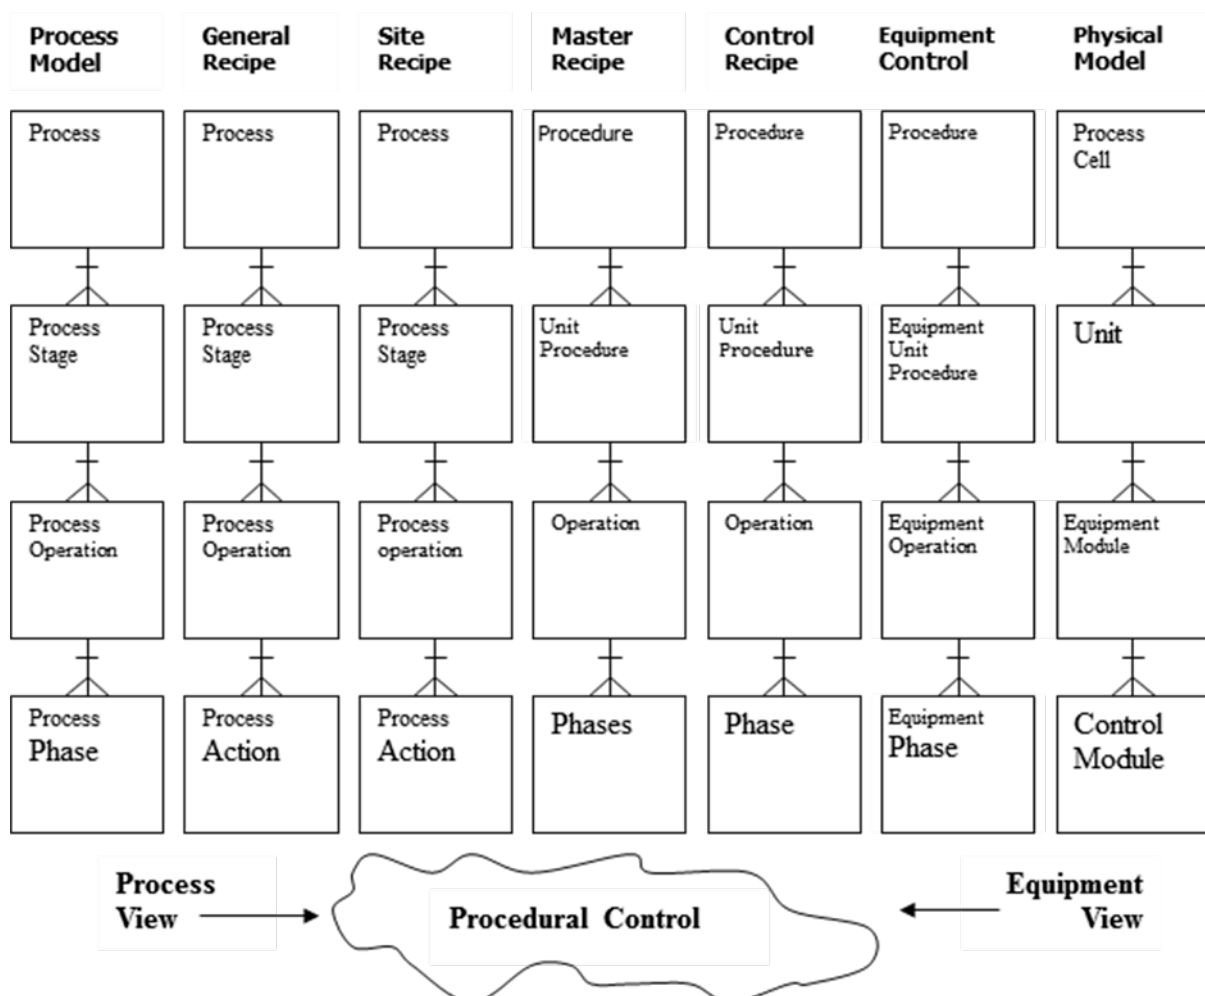 Process
Model
General
Recipe
Site
Recipe
Master
Recipe
Control
Recipe
Equipment
Control
Physical
Model
Process
Process
Process
Procedure
Procedure
Procedure
Process
Cell
Process
Stage
Process
Stage
Process
Stage
Unit
Procedure
Unit
Procedure
Equipment
Unit
Procedure
Unit
Process
Operation
Process
Operation
Process
operation
Operation
Operation
Equipment
Operation
Equipment
Module
Process
Phase
Process
Action
Process
Action
Phases
Phase
Equipment
Phase
Control
Module
Process
View
Procedural Control
Equipment
View